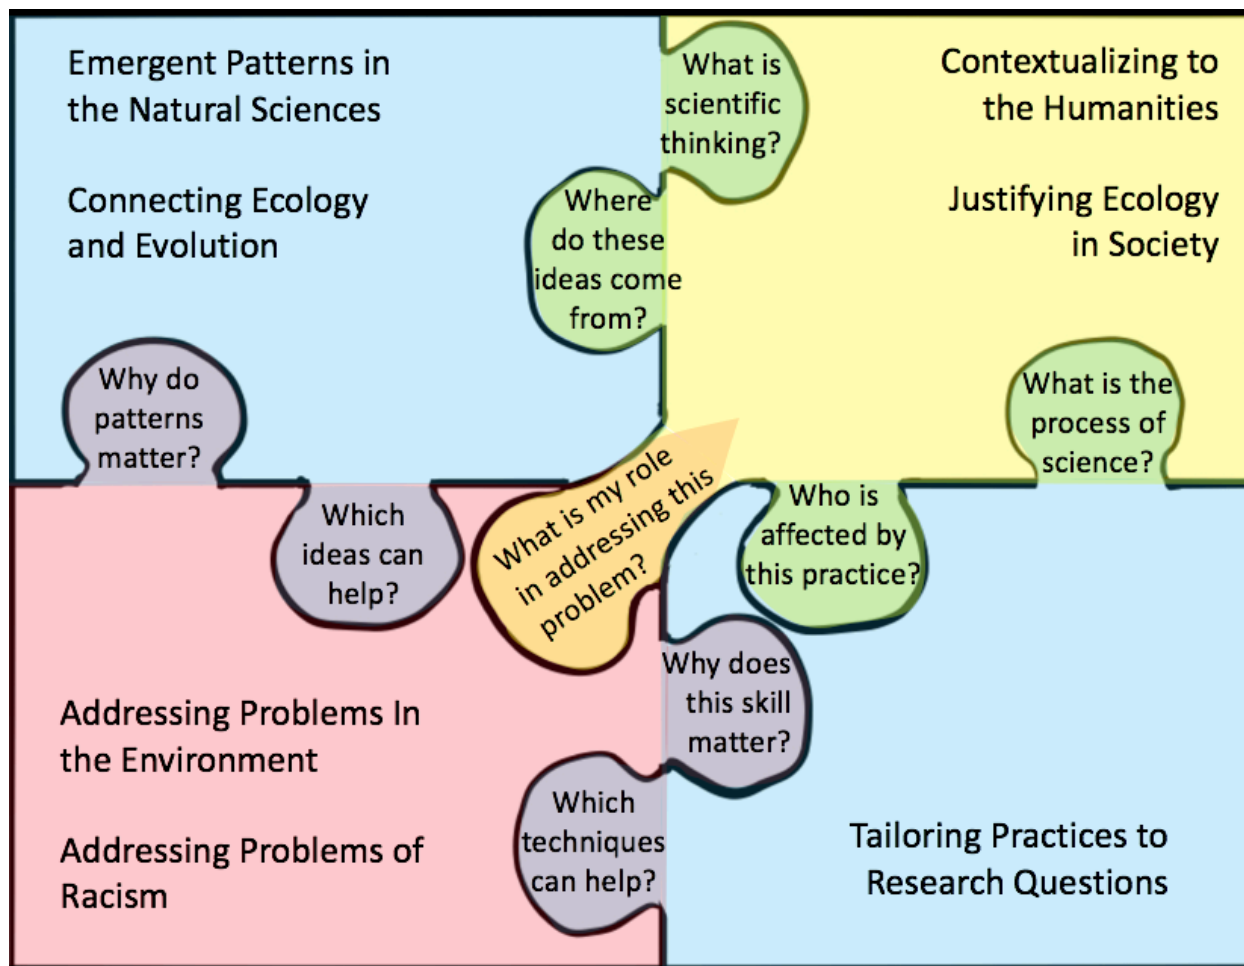 Emergent Patterns in
the Natural Sciences
Connecting Ecology
and Evolution
What is
scientific
thinking?
Where
do these
ideas come
from?
Contextualizing to
the Humanities
Justifying Ecology
in Society
Why do
patterns
matter?
Which
ideas can
help?
What is my role
in addressing this
problem?
What is the
process of
science?
Who is
affected by
this practice?
Addressing Problems In
the Environment
Addressing Problems of
Racism
Why does
this skill
matter?
Which
techniques
can help?
Tailoring Practices to
Research Questions